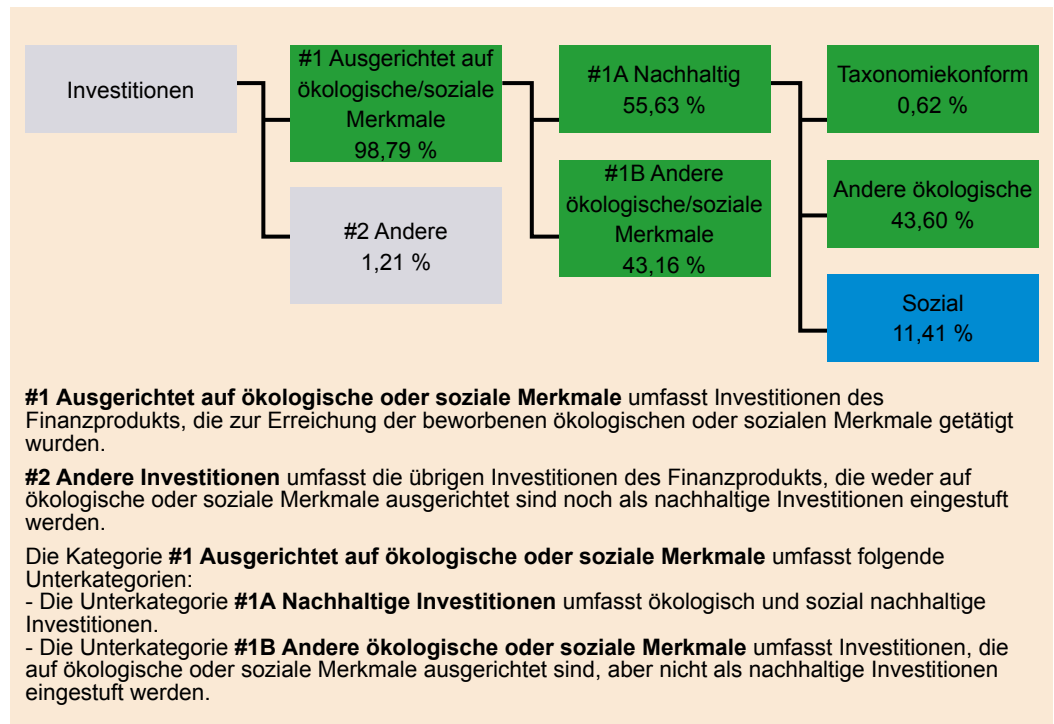 Investitionen
#1 Ausgerichtet auf
ökologische/soziale
Merkmale
98,79 %
#2 Andere
1,21 %
#1A Nachhaltig
55,63 %
#1B Andere
ökologische/soziale
Merkmale
43,16 %
Taxonomiekonform
0,62 %
Andere ökologische
43,60 %
Sozial
11,41 %
#1 Ausgerichtet auf ökologische oder soziale Merkmale umfasst Investitionen des
Finanzprodukts, die zur Erreichung der beworbenen ökologischen oder sozialen Merkmale getätigt
wurden.
#2 Andere Investitionen umfasst die übrigen Investitionen des Finanzprodukts, die weder auf
ökologische oder soziale Merkmale ausgerichtet sind noch als nachhaltige Investitionen eingestuft
werden.
Die Kategorie #1 Ausgerichtet auf ökologische oder soziale Merkmale umfasst folgende
Unterkategorien:
- Die Unterkategorie #1A Nachhaltige Investitionen umfasst ökologisch und sozial nachhaltige
Investitionen.
- Die Unterkategorie #1B Andere ökologische oder soziale Merkmale umfasst Investitionen, die
auf ökologische oder soziale Merkmale ausgerichtet sind, aber nicht als nachhaltige Investitionen
eingestuft werden.